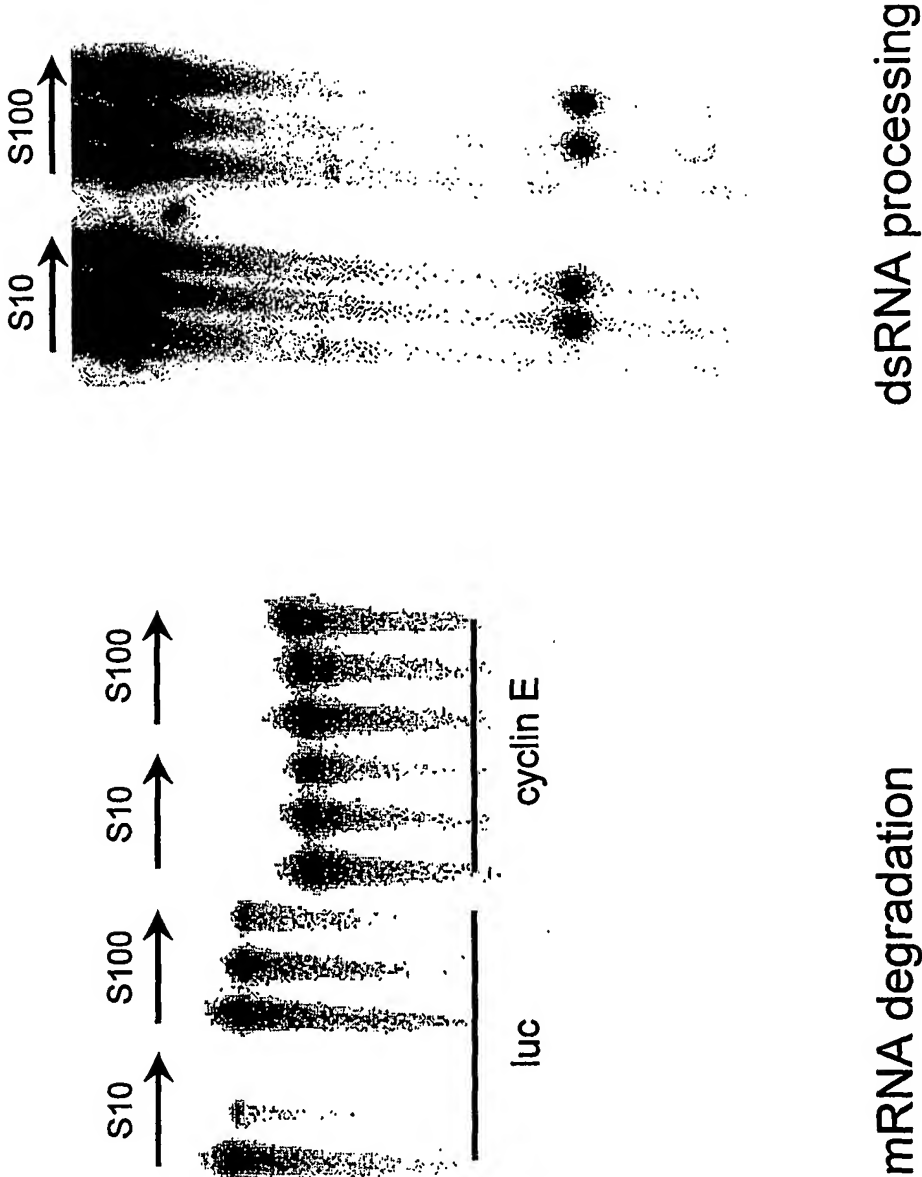 S10
S100
S10
S100
S10
S100
luc
cyclin E
mRNA degradation
dsRNA processing